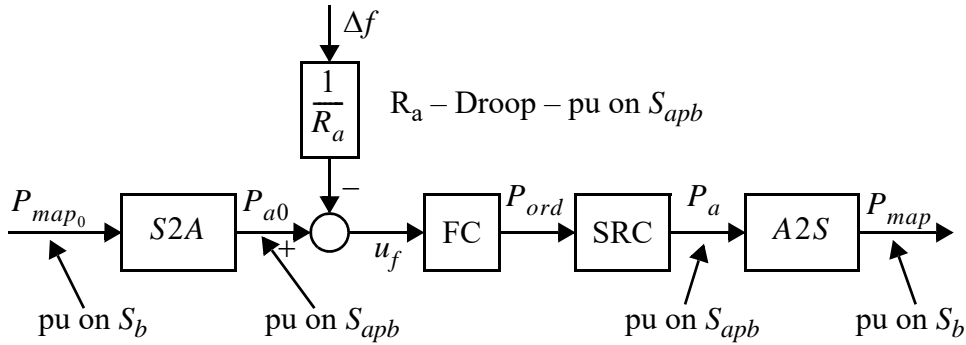 Δf
1
R_a
R_a – Droop – pu on S_apb
−
P_map_0
S2A
P_a0
+
u_f
FC
P_ord
SRC
P_a
A2S
P_map
pu on S_b
pu on S_apb
pu on S_apb
pu on S_b